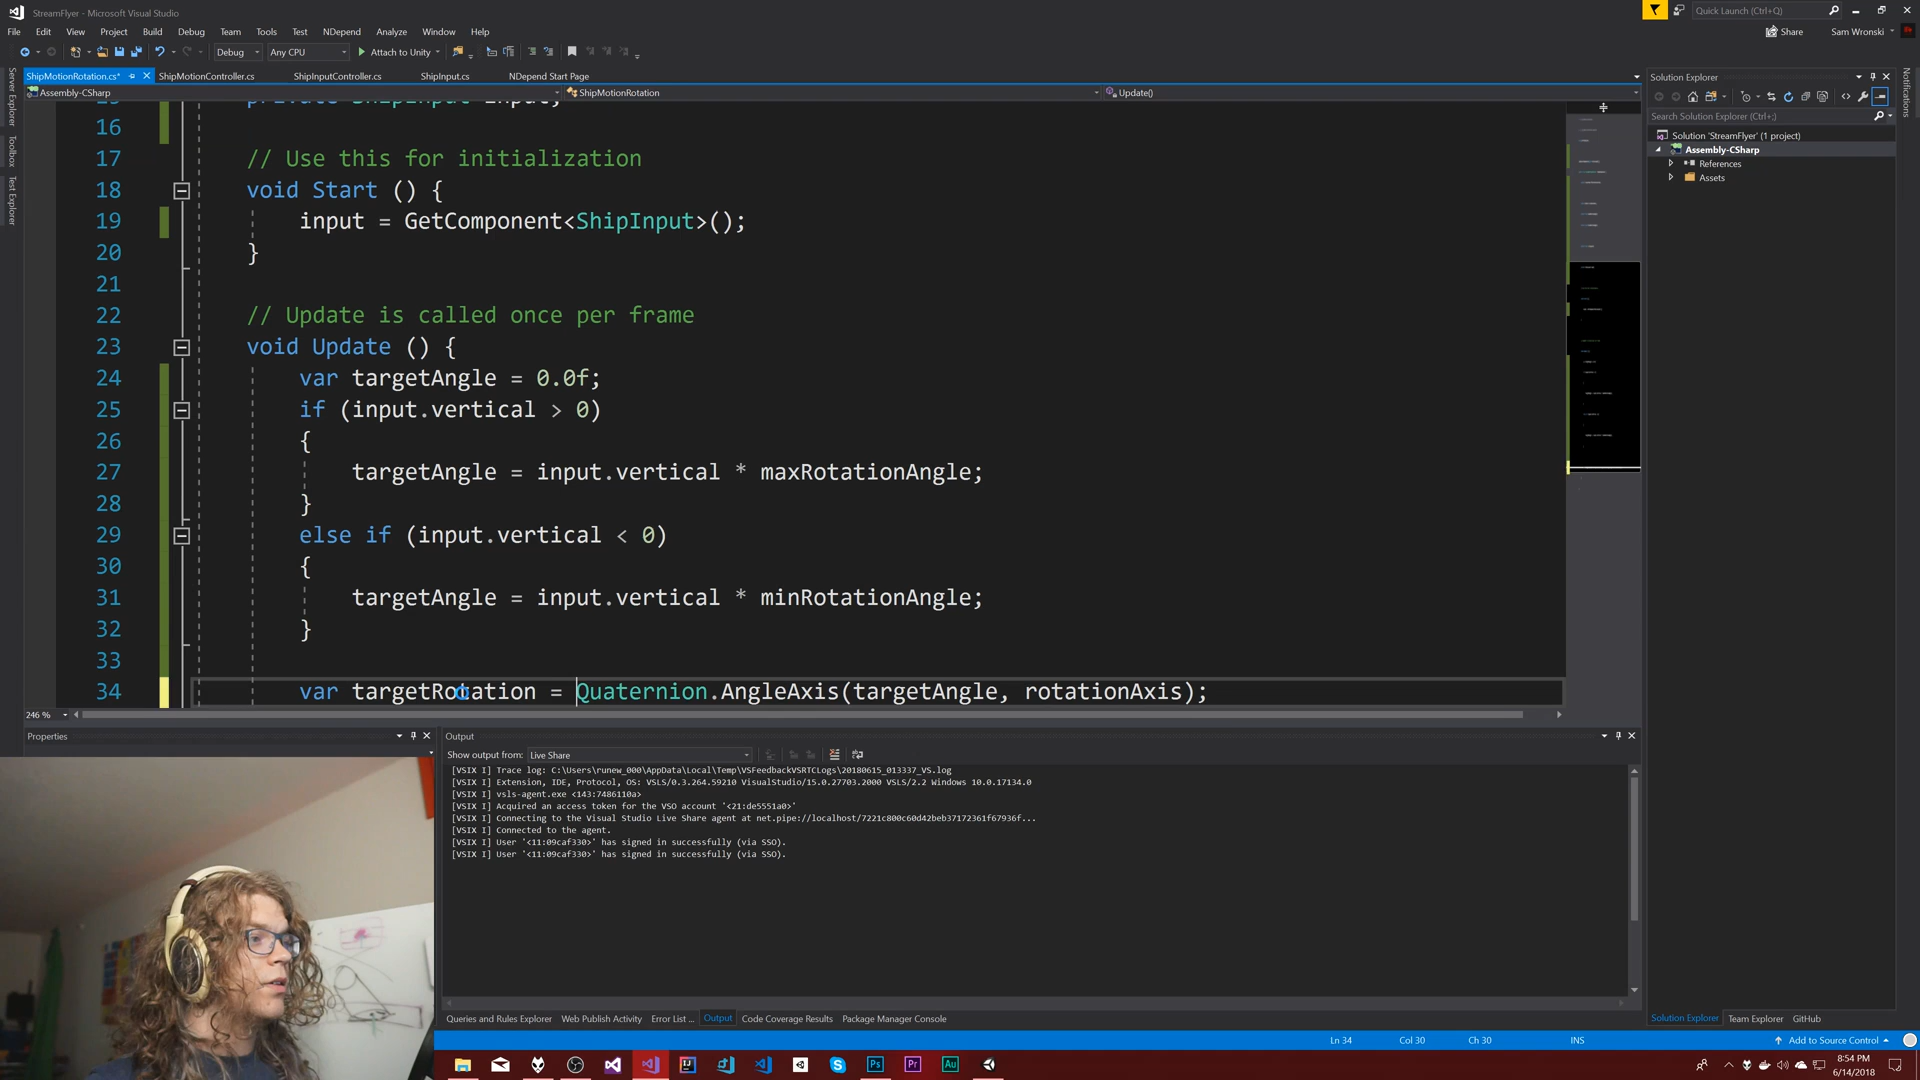 StreamFlyer - Microsoft Visual Studio
Quick Launch (Ctrl+Q)
File Edit View Project Build Debug Team Tools Test NDepend Analyze Window Help
Share
Sam Wronski
Debug Any CPU Attach to Unity
ShipMotionRotation.cs* ShipMotionController.cs ShipInputController.cs ShipInput.cs NDepend Start Page
Assembly-CSharp ShipMotionRotation Update()
private ShipInput input;
16
17 // Use this for initialization
18 void Start () {
19 input = GetComponent<ShipInput>();
20 }
21
22 // Update is called once per frame
23 void Update () {
24 var targetAngle = 0.0f;
25 if (input.vertical > 0)
26 {
27 targetAngle = input.vertical * maxRotationAngle;
28 }
29 else if (input.vertical < 0)
30 {
31 targetAngle = input.vertical * minRotationAngle;
32 }
33
34 var targetRotation = Quaternion.AngleAxis(targetAngle, rotationAxis);
246 %
Server Explorer
Toolbox
Test Explorer
Solution Explorer
Search Solution Explorer (Ctrl+;)
Solution 'StreamFlyer' (1 project)
Assembly-CSharp
References
Assets
Notifications
Properties
Output
Show output from: Live Share
[VSIX I] Trace log: C:\Users\runew_000\AppData\Local\Temp\VSFeedbackVSRTCLogs\20180615_013337_VS.log
[VSIX I] Extension, IDE, Protocol, OS: VSLS/0.3.264.59210 VisualStudio/15.0.27703.2000 VSLS/2.2 Windows 10.0.17134.0
[VSIX I] vsls-agent.exe <143:7486110a>
[VSIX I] Acquired an access token for the VSO account '<21:de5551a0>'
[VSIX I] Connecting to the Visual Studio Live Share agent at net.pipe://localhost/7221c800c60d42beb37172361f67936f...
[VSIX I] Connected to the agent.
[VSIX I] User '<11:09caf330>' has signed in successfully (via SSO).
[VSIX I] User '<11:09caf330>' has signed in successfully (via SSO).
Queries and Rules Explorer Web Publish Activity Error List ... Output Code Coverage Results Package Manager Console
Solution Explorer Team Explorer GitHub
Ln 34 Col 30 Ch 30 INS Add to Source Control
Ps Pr Au
8:54 PM
6/14/2018